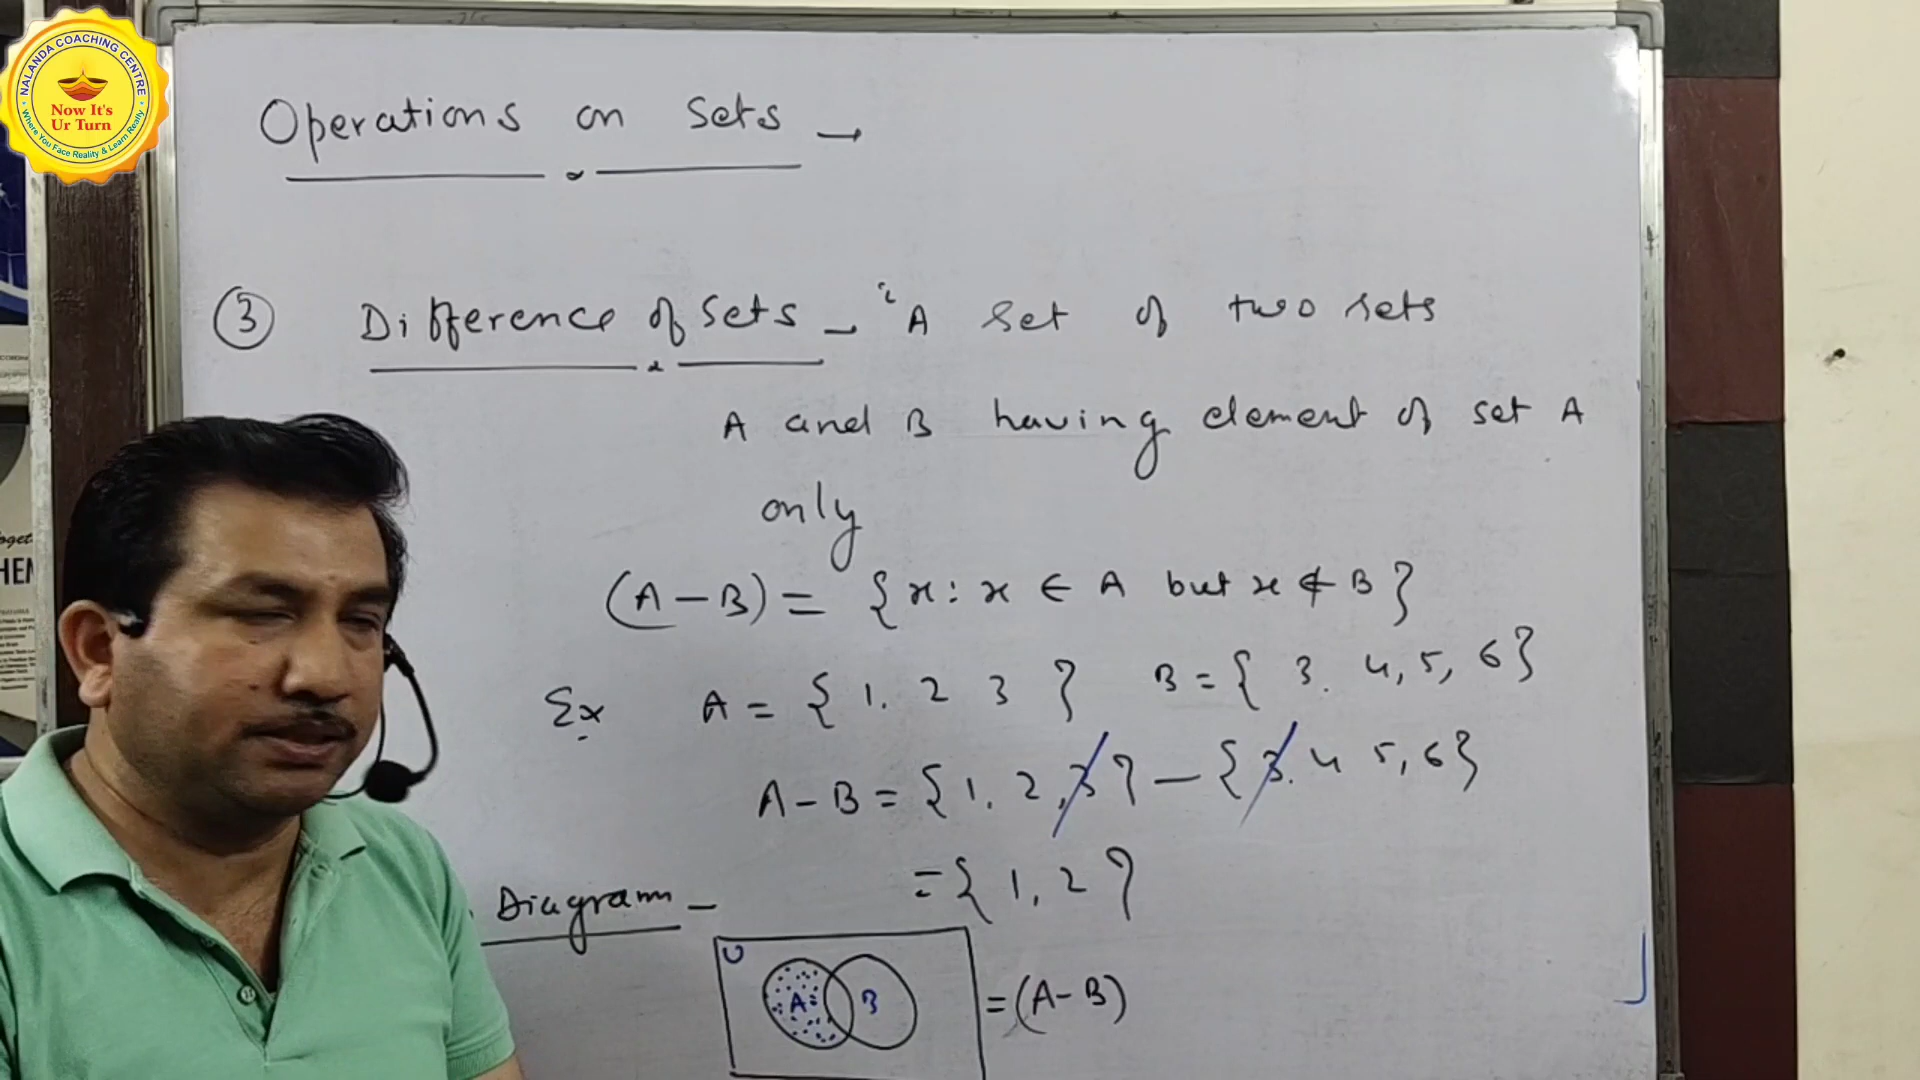 NALANDA COACHING CENTRE
Now It's
Ur Turn
Where You Face Reality & Learn Really
Operations on Sets →
③ Difference of Sets – "A set of two sets
A and B having element of set A
only
(A – B) = {x : x ∈ A but x ∉ B}
Ex A = { 1. 2 3 } B = { 3. 4, 5, 6}
A – B = { 1, 2, 3 } – { 3. 4 5, 6}
= { 1, 2 }
Diagram –
U
A B = (A - B)